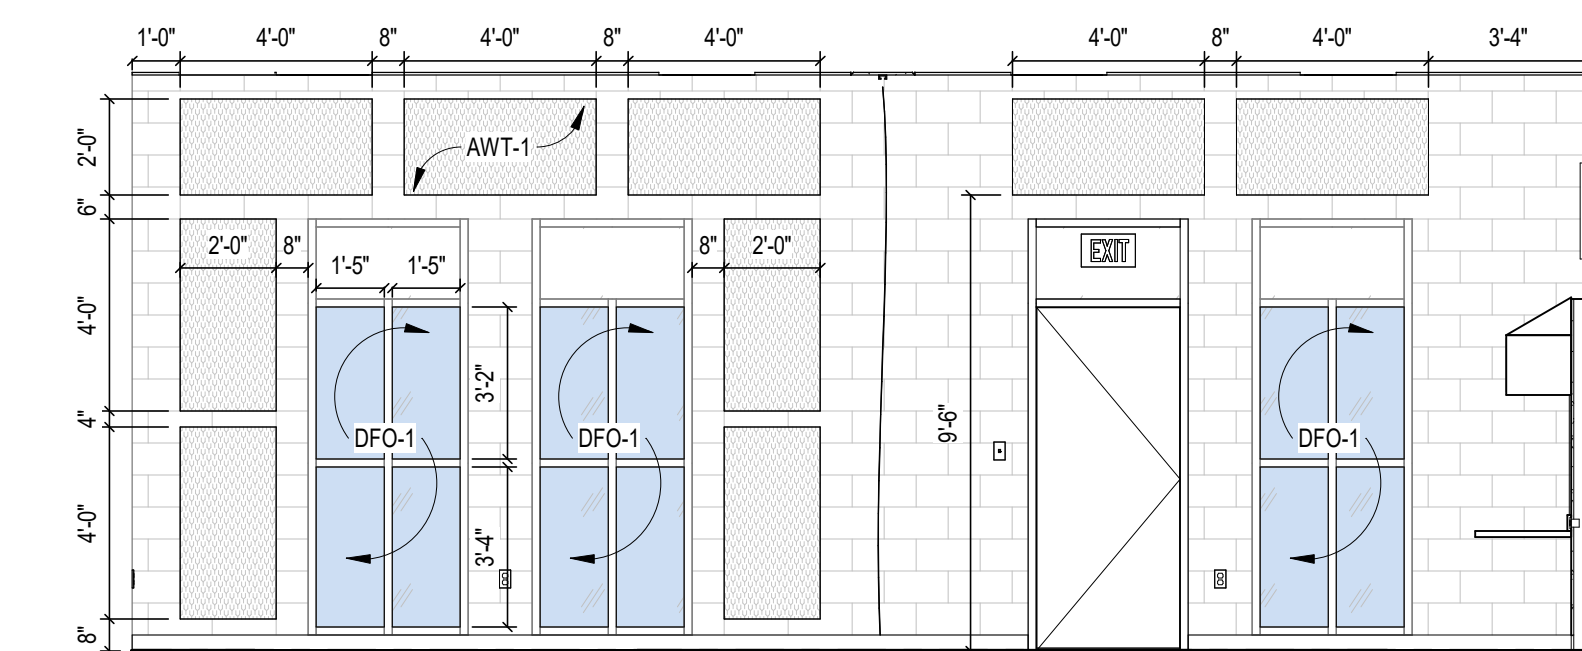 1'-0" 4'-0" 8" 4'-0" 8" 4'-0" 4'-0" 8" 4'-0" 3'-4"
2'-0"
AWT-1
6"
2'-0" 8" 8" 2'-0" EXIT
1'-5" 1'-5"
4'-0"
3'-2"
4"
9'-6"
DFO-1 DFO-1 DFO-1
4'-0"
3'-4"
8"